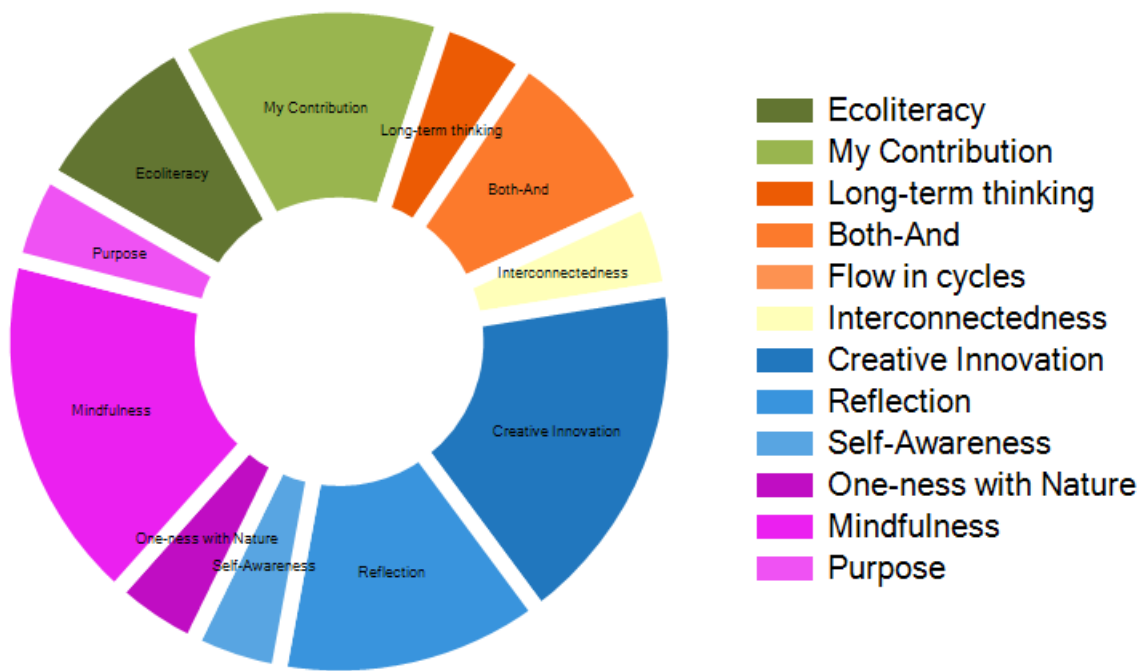 My Contribution
Long-term thinking
Ecoliteracy
Both-And
Purpose
Interconnectedness
Mindfulness
Creative Innovation
One-ness with Nature
Self-Awareness
Reflection
Ecoliteracy
My Contribution
Long-term thinking
Both-And
Flow in cycles
Interconnectedness
Creative Innovation
Reflection
Self-Awareness
One-ness with Nature
Mindfulness
Purpose